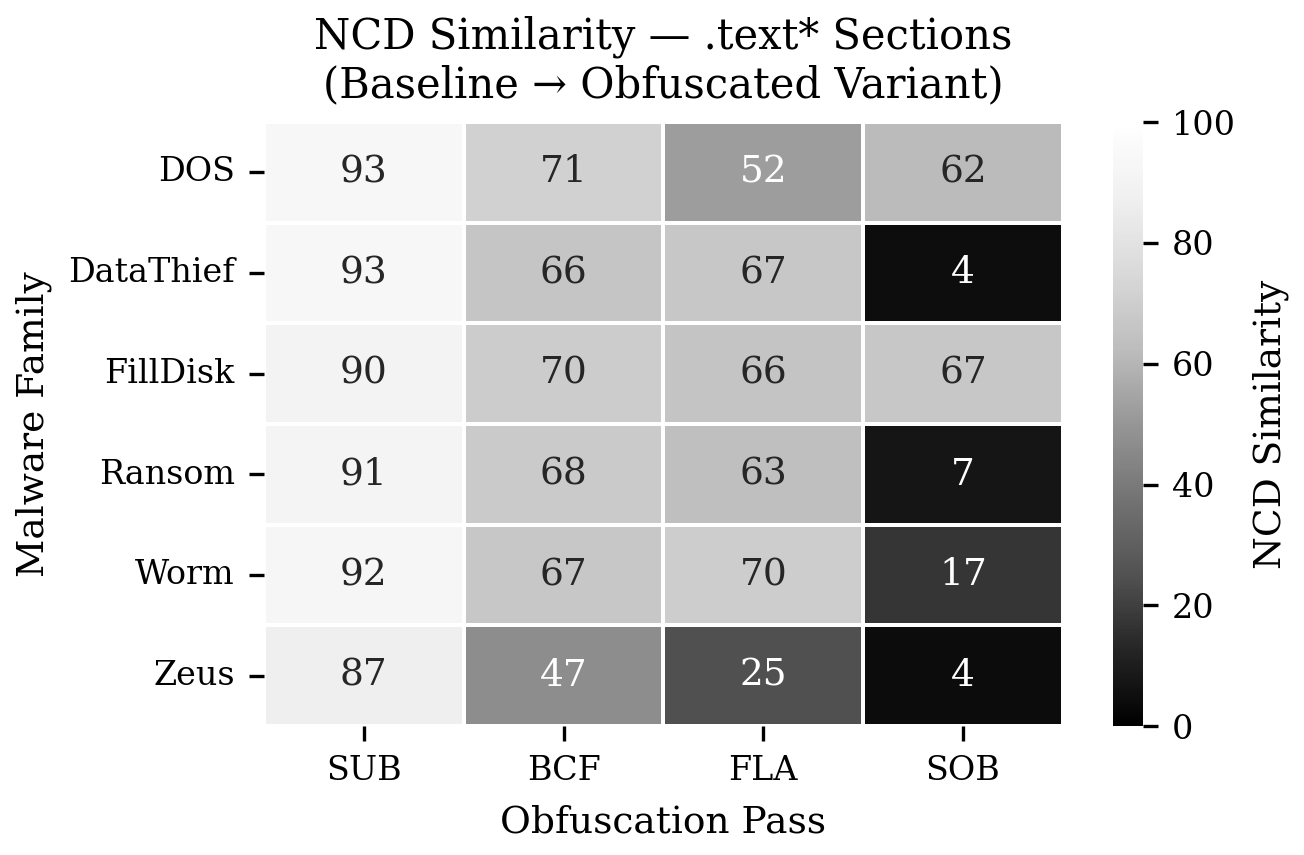 NCD Similarity — .text* Sections
(Baseline → Obfuscated Variant)
Malware Family
DOS 93 71 52 62
DataThief 93 66 67 4
FillDisk 90 70 66 67
Ransom 91 68 63 7
Worm 92 67 70 17
Zeus 87 47 25 4
SUB BCF FLA SOB
Obfuscation Pass
100
80
60
40
20
0
NCD Similarity